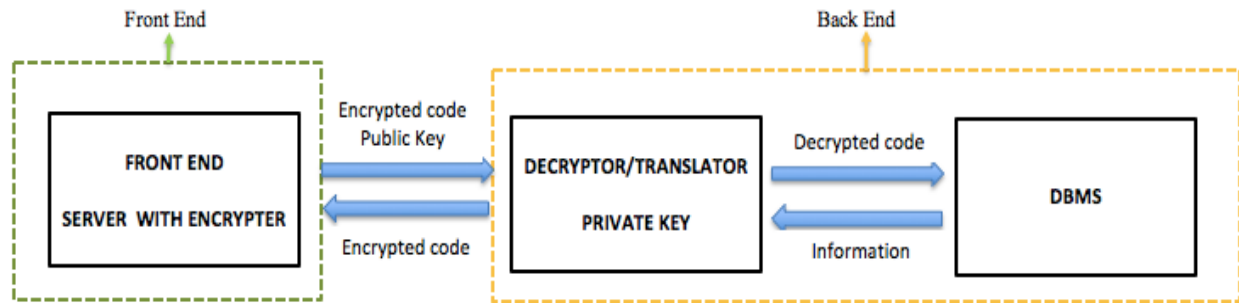 Front End
Back End
FRONT END
SERVER WITH ENCRYPTER
Encrypted code
Public Key
Encrypted code
DECRYPTOR/TRANSLATOR
PRIVATE KEY
Decrypted code
Information
DBMS